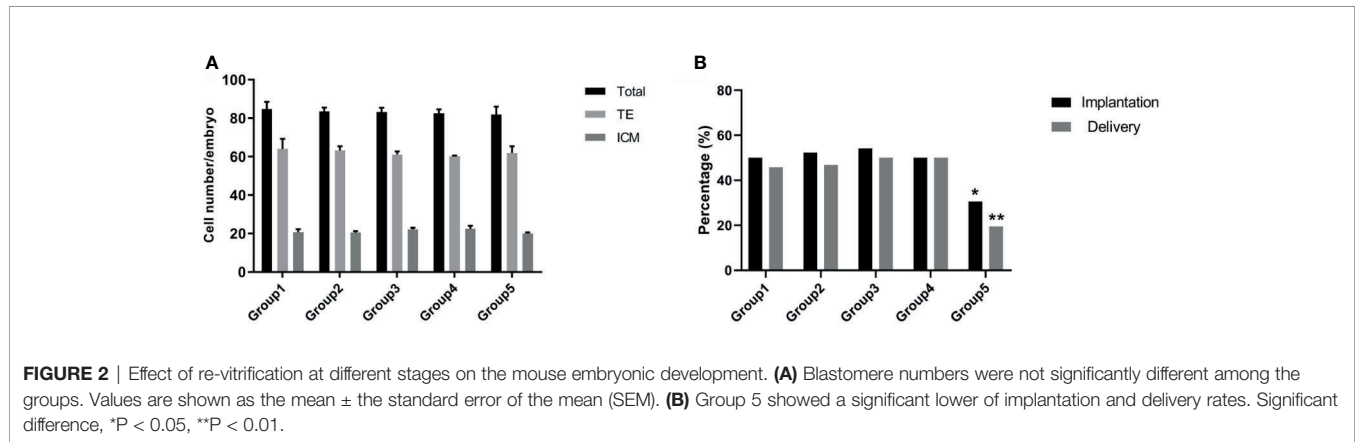 A
Cell number/embryo
100
80
60
40
20
0
Group1
Group2
Group3
Group4
Group5
Total
TE
ICM
B
Percentage (%)
80
60
40
20
0
*
**
Group1
Group2
Group3
Group4
Group5
Implantation
Delivery
FIGURE 2 | Effect of re-vitrification at different stages on the mouse embryonic development. (A) Blastomere numbers were not significantly different among the
groups. Values are shown as the mean ± the standard error of the mean (SEM). (B) Group 5 showed a significant lower of implantation and delivery rates. Significant
difference, *P < 0.05, **P < 0.01.